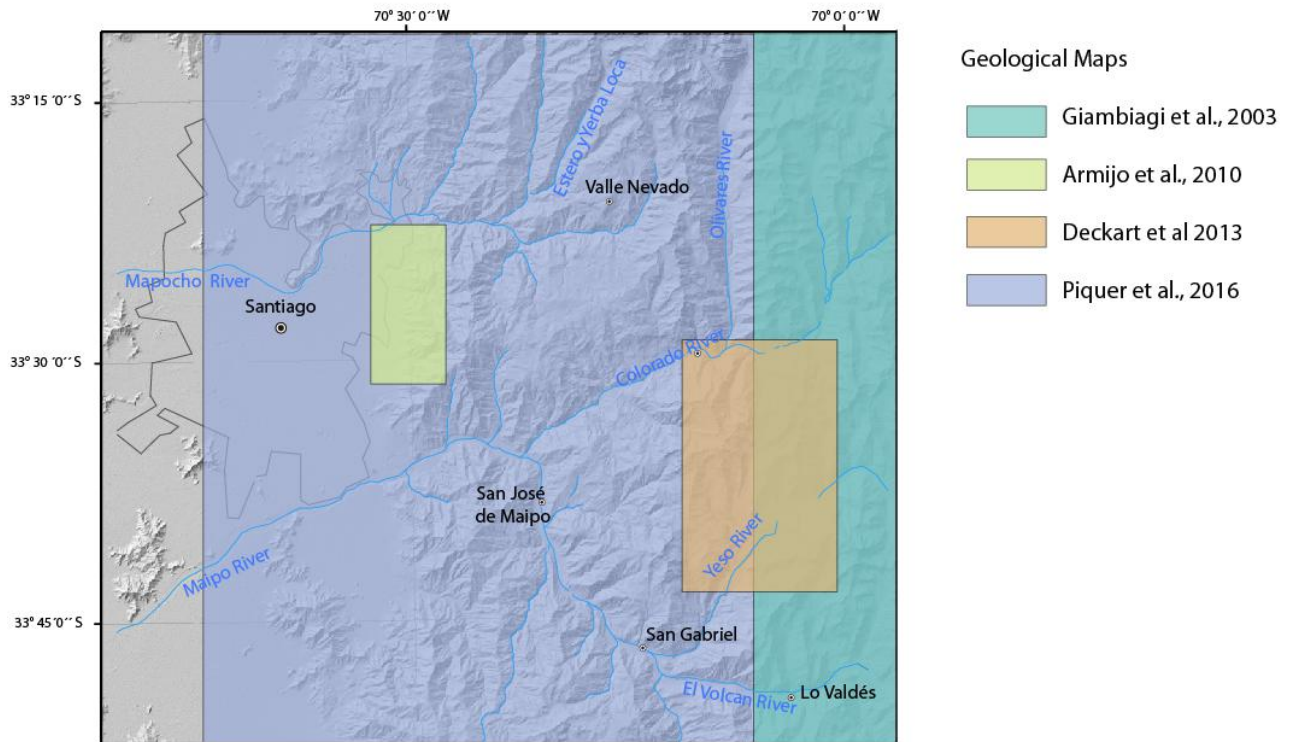 70° 30´0´´W
70° 0´0´´W
33° 15´0´´S
33° 30´0´´S
33° 45´0´´S
Estero y Yerba Loca
Valle Nevado
Olivares River
Mapocho River
Santiago
Colorado River
San José
de Maipo
Maipo River
Yeso River
San Gabriel
El Volcan River
Lo Valdés
Geological Maps
Giambiagi et al., 2003
Armijo et al., 2010
Deckart et al 2013
Piquer et al., 2016